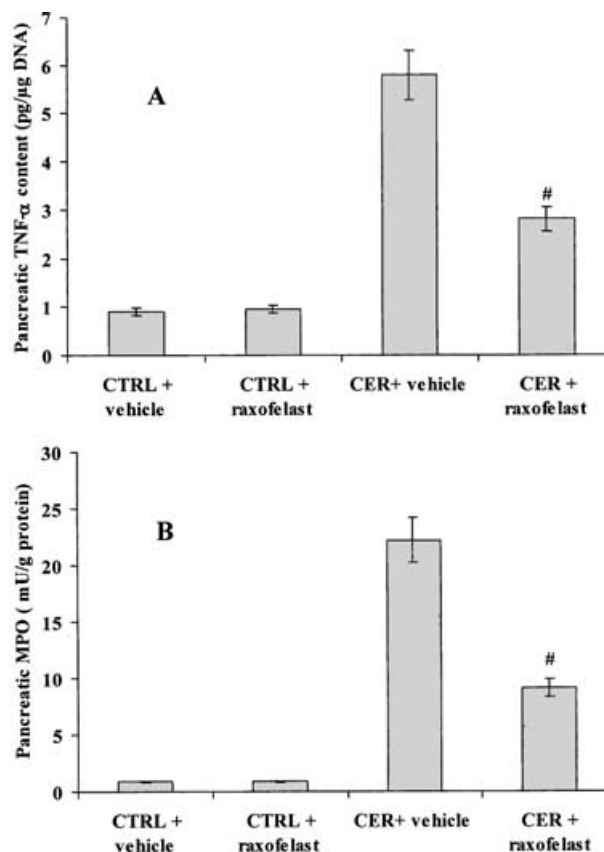 Pancreatic TNF-α content (pg/µg DNA)
7
6
5
4
3
2
1
0
A
#
CTRL + vehicle
CTRL + raxofelast
CER+ vehicle
CER + raxofelast
Pancreatic MPO ( mU/g protein)
30
25
20
15
10
5
0
B
#
CTRL + vehicle
CTRL + raxofelast
CER+ vehicle
CER + raxofelast